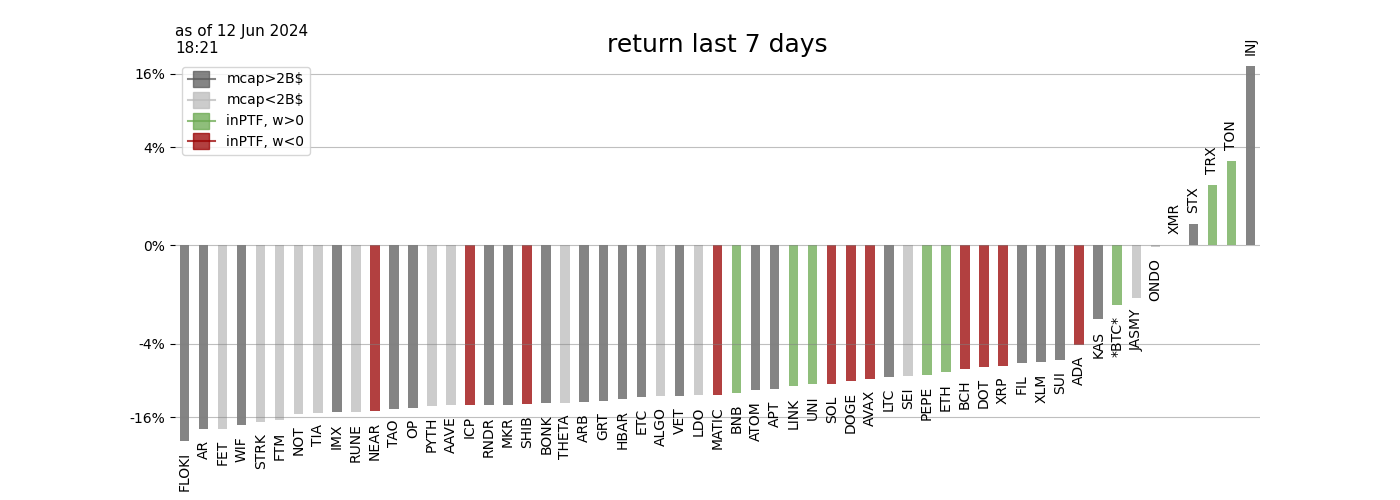 as of 12 Jun 2024
18:21
return last 7 days
mcap>2B$
mcap<2B$
inPTF, w>0
inPTF, w<0
16%
4%
0%
-4%
-16%
FLOKI
AR
FET
WIF
STRK
FTM
NOT
TIA
IMX
RUNE
NEAR
TAO
OP
PYTH
AAVE
ICP
RNDR
MKR
SHIB
BONK
THETA
ARB
GRT
HBAR
ETC
ALGO
VET
LDO
MATIC
BNB
ATOM
APT
LINK
UNI
SOL
DOGE
AVAX
LTC
SEI
PEPE
ETH
BCH
DOT
XRP
FIL
XLM
SUI
ADA
KAS
*BTC*
JASMY
ONDO
XMR
STX
TRX
TON
INJ